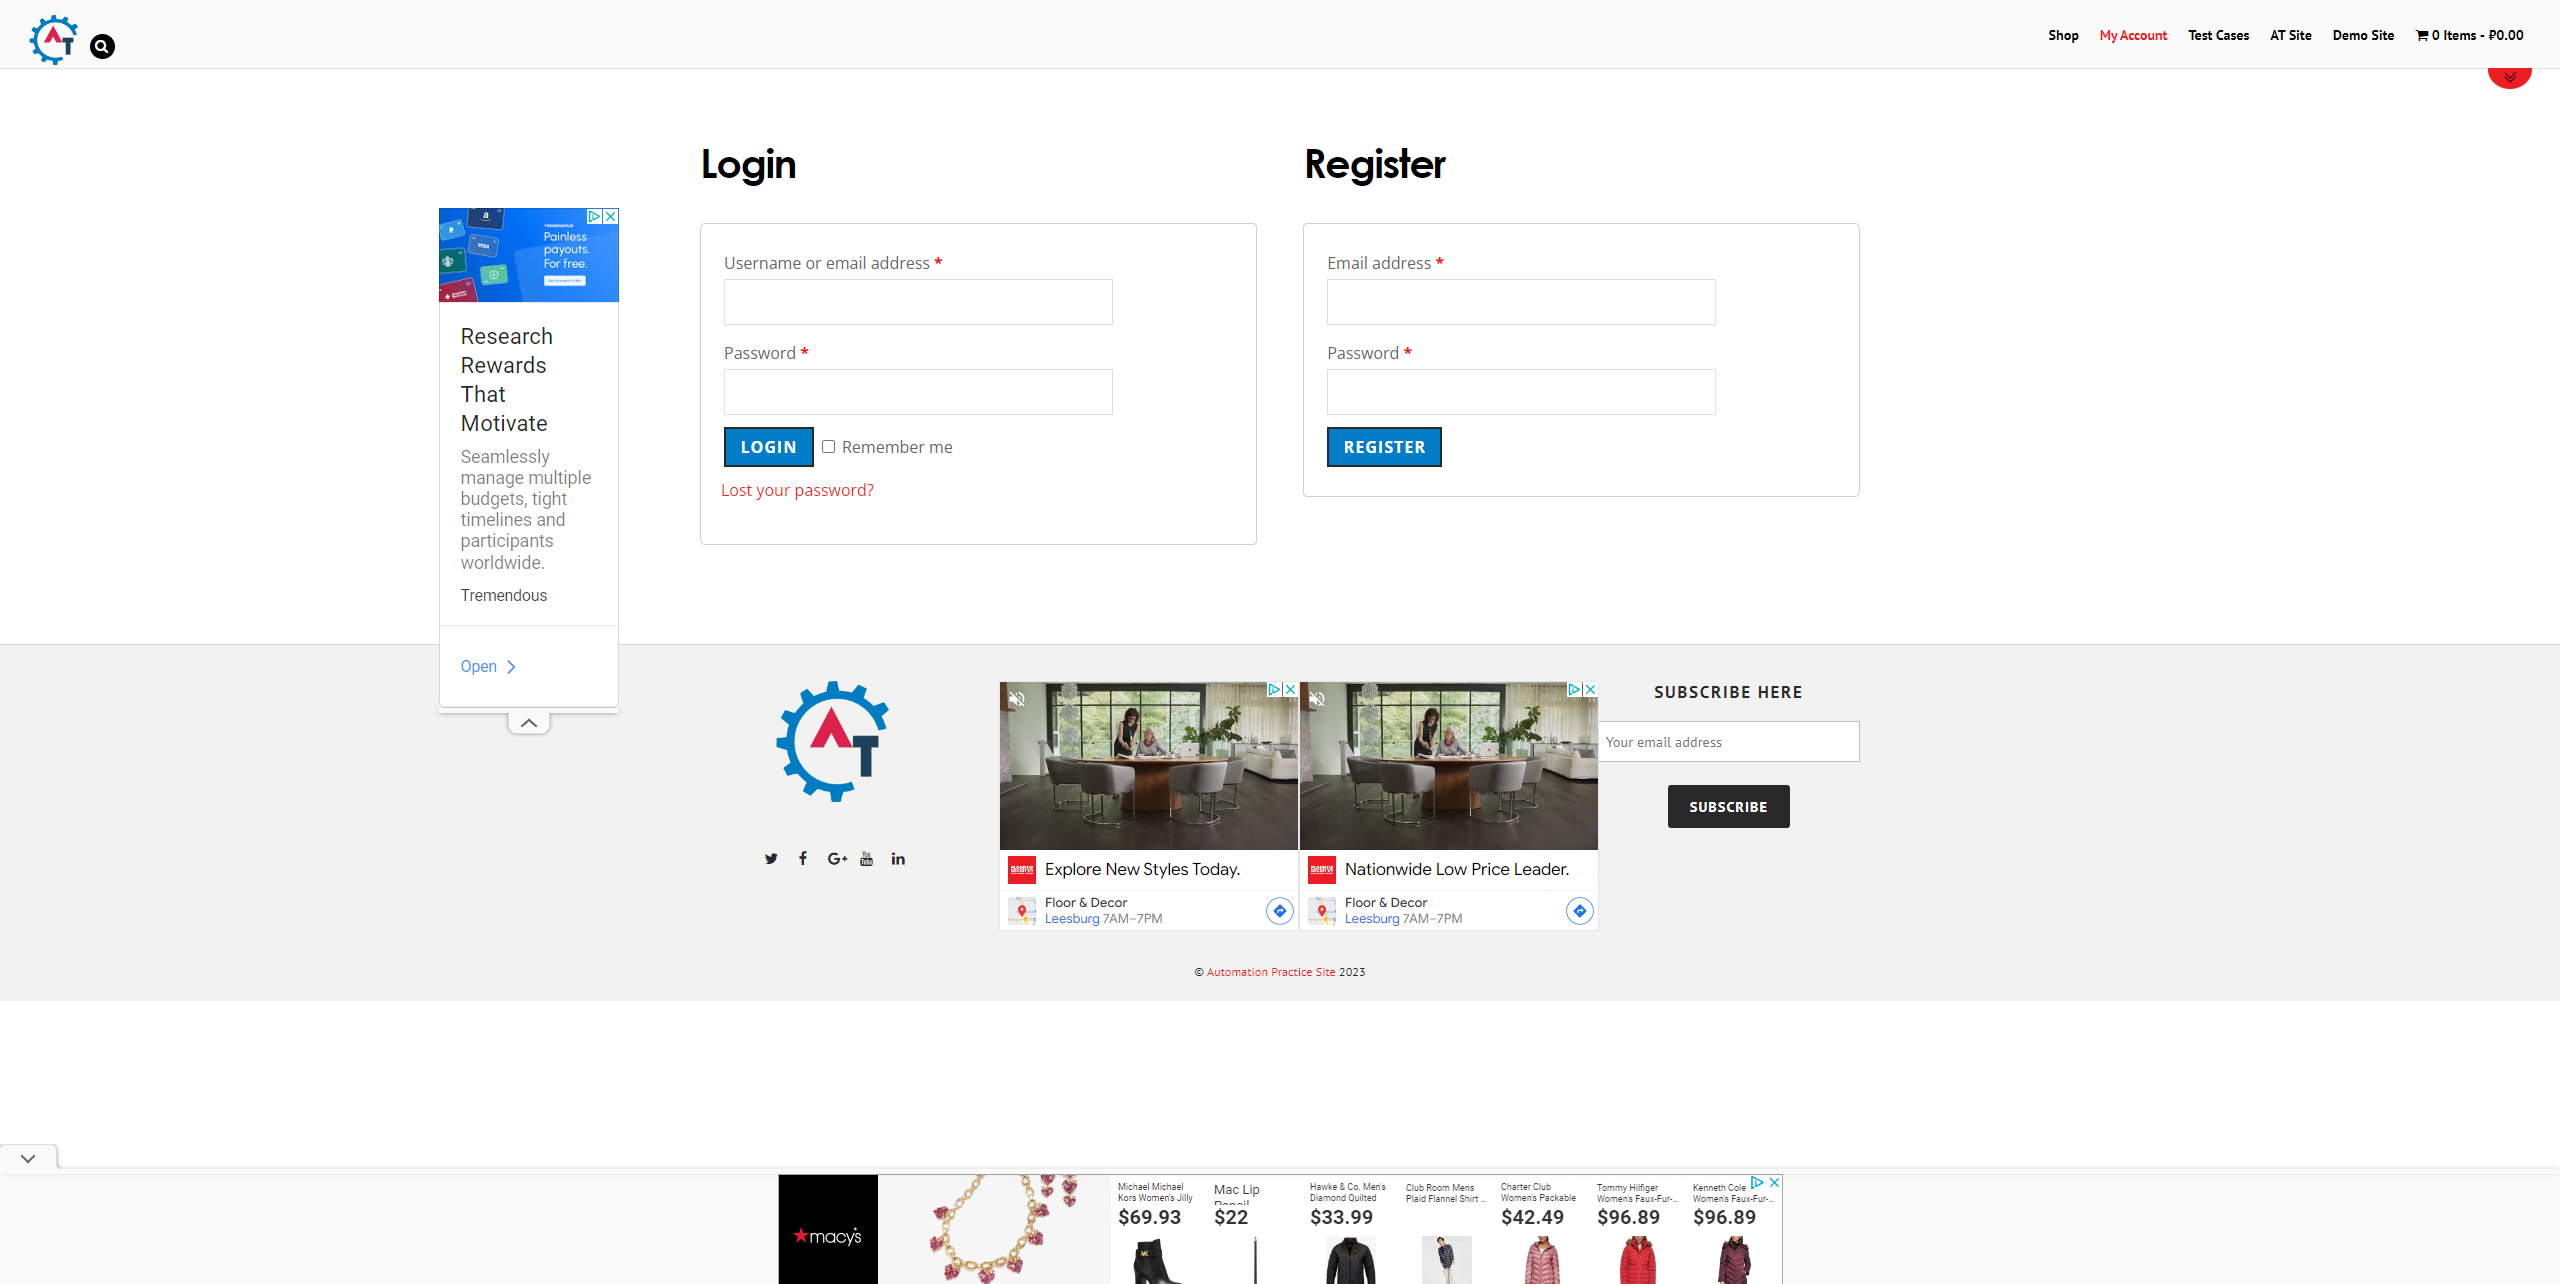 AT
Shop My Account Test Cases AT Site Demo Site 0 Items - ₽0.00
Login
Register
Painless
payouts.
For free.
VISA
Research
Rewards
That
Motivate
Seamlessly
manage multiple
budgets, tight
timelines and
participants
worldwide.
Tremendous
Open
Username or email address *
Password *
LOGIN Remember me
Lost your password?
Email address *
Password *
REGISTER
AT
Explore New Styles Today.
Floor & Decor
Leesburg 7AM–7PM
Nationwide Low Price Leader.
Floor & Decor
Leesburg 7AM–7PM
SUBSCRIBE HERE
Your email address
SUBSCRIBE
© Automation Practice Site 2023
macy's
Michael Michael
Kors Women's Jilly
$69.93
Mac Lip
Pencil
$22
Hawke & Co. Men's
Diamond Quilted
$33.99
Club Room Mens
Plaid Flannel Shirt ...
Charter Club
Women's Packable
$42.49
Tommy Hilfiger
Women's Faux-Fur-...
$96.89
Kenneth Cole
Women's Faux-Fur-...
$96.89